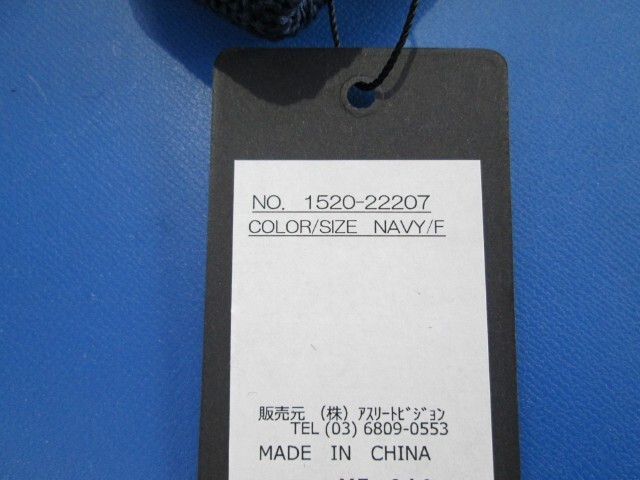 NO. 1520-22207
COLOR/SIZE NAVY/F
販売元 (株) ｱｽﾘｰﾄﾋﾞｼﾞｮﾝ
TEL (03) 6809-0553
MADE IN CHINA